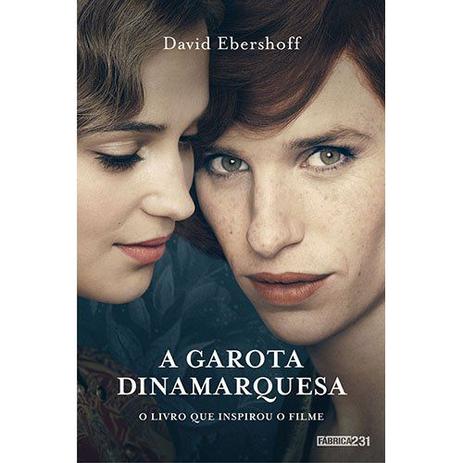 David Ebershoff
A GAROTA
DINAMARQUESA
O LIVRO QUE INSPIROU O FILME
FÁBRICA231